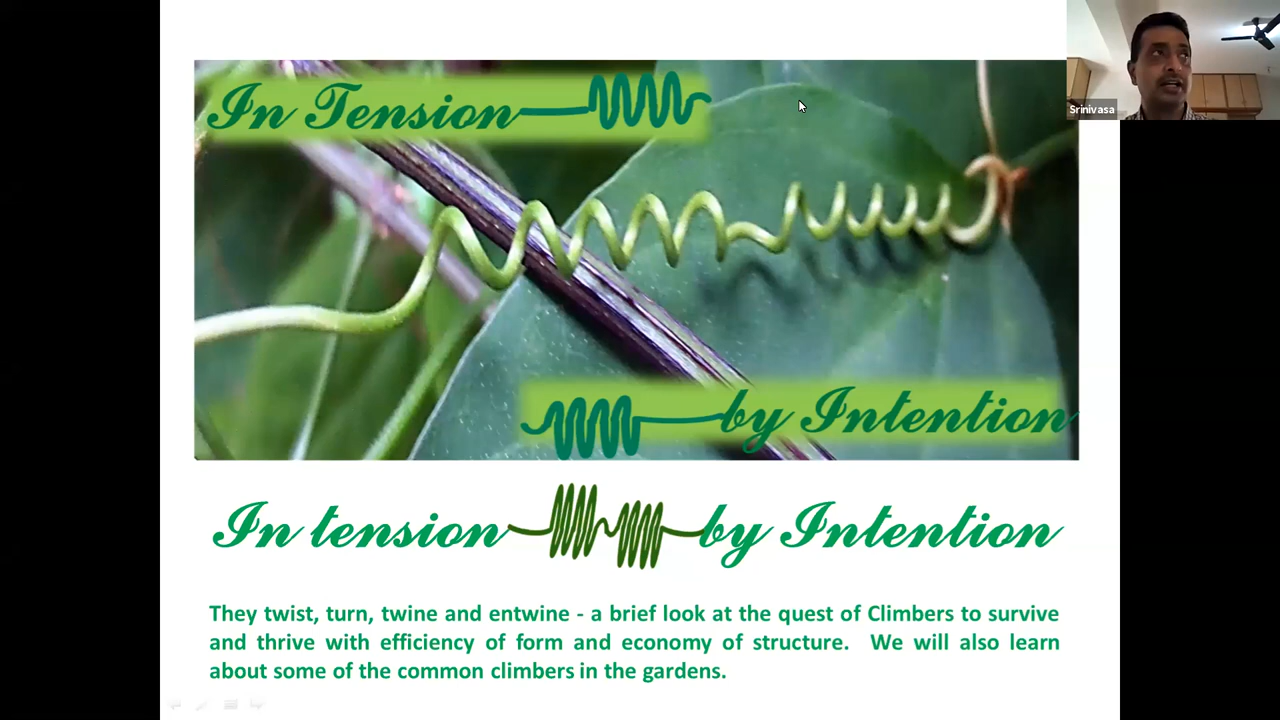 In Tension
Srinivasa
by Intention
In tension by Intention
They twist, turn, twine and entwine - a brief look at the quest of Climbers to survive
and thrive with efficiency of form and economy of structure. We will also learn
about some of the common climbers in the gardens.